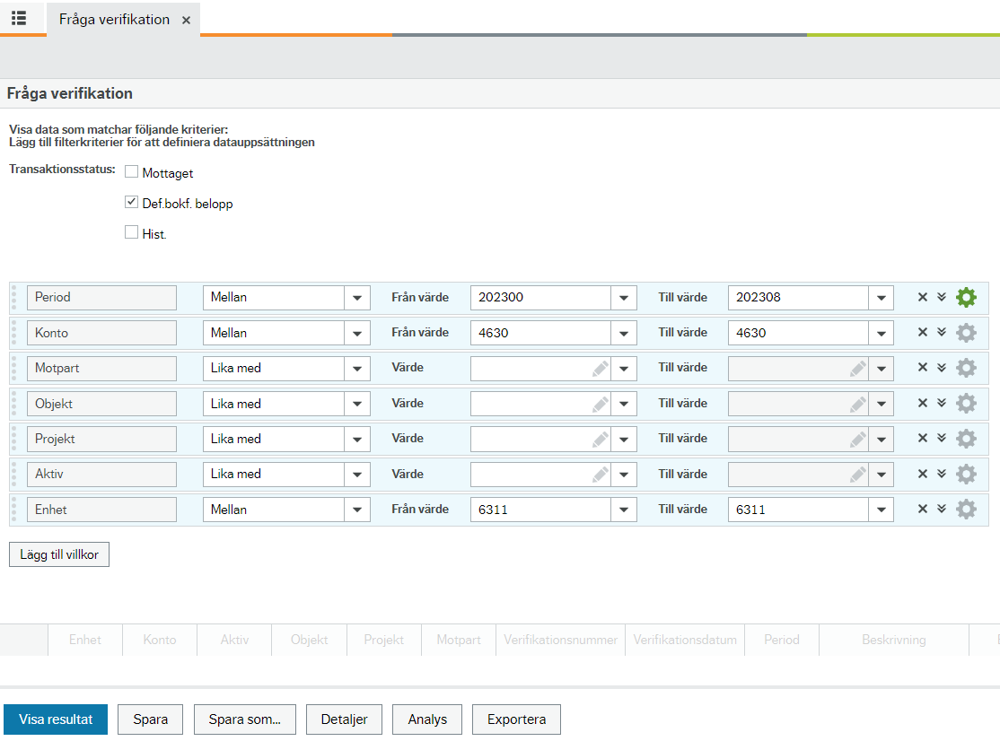 Fråga verifikation ×
Fråga verifikation
Visa data som matchar följande kriterier:
Lägg till filterkriterier för att definiera datauppsättningen
Transaktionsstatus: Mottaget
Def.bokf. belopp
Hist.
Period Mellan Från värde 202300 Till värde 202308
Konto Mellan Från värde 4630 Till värde 4630
Motpart Lika med Värde Till värde
Objekt Lika med Värde Till värde
Projekt Lika med Värde Till värde
Aktiv Lika med Värde Till värde
Enhet Mellan Från värde 6311 Till värde 6311
Lägg till villkor
Enhet Konto Aktiv Objekt Projekt Motpart Verifikationsnummer Verifikationsdatum Period Beskrivning
Visa resultat Spara Spara som... Detaljer Analys Exportera